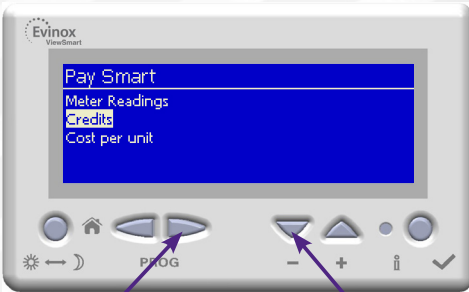 Evinox
ViewSmart
Pay Smart
Meter Readings
Credits
Cost per unit
PROG
- +
i